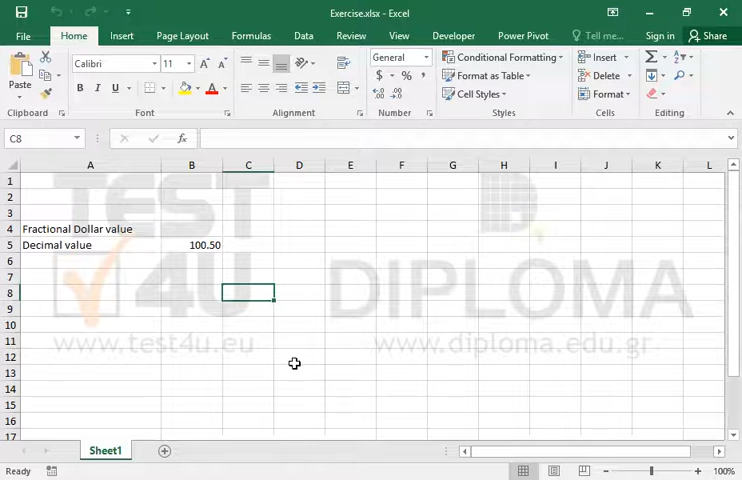 Exercise.xlsx - Excel
File Home Insert Page Layout Formulas Data Review View Developer Power Pivot Tell me... Sign in Share
Calibri 11 General Conditional Formatting Insert
Paste B I U A $ % , Format as Table Delete
Cell Styles Format
Clipboard Font Alignment Number Styles Cells Editing
C8 fx
A B C D E F G H I J K L
1
2
3
4 Fractional Dollar value
5 Decimal value 100.50
6
7
8
9
10
11
12
13
14
15
16
17
TEST
4U DIPLOMA
www.test4u.eu www.diploma.edu.gr
Sheet1
Ready 100%